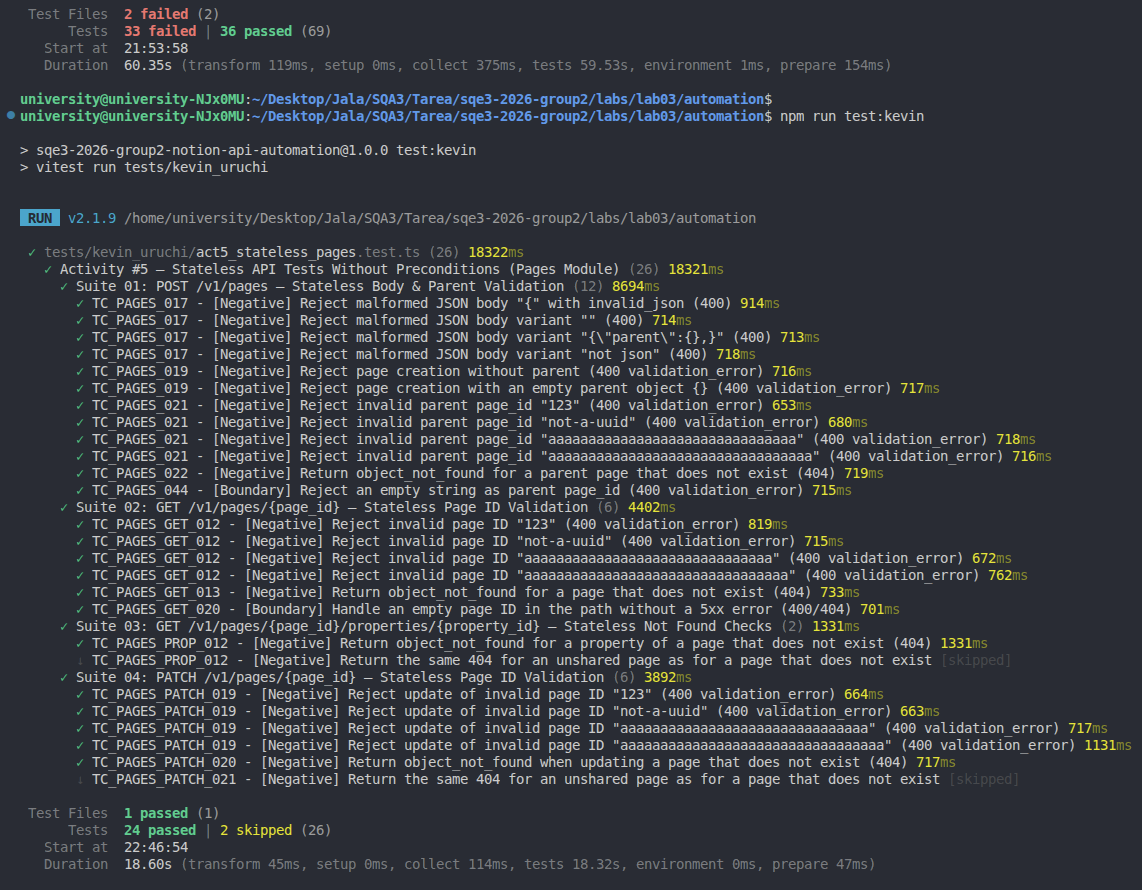 Test Files  2 failed (2)
Tests  33 failed | 36 passed (69)
Start at  21:53:58
Duration  60.35s (transform 119ms, setup 0ms, collect 375ms, tests 59.53s, environment 1ms, prepare 154ms)
university@university-NJx0MU:~/Desktop/Jala/SQA3/Tarea/sqe3-2026-group2/labs/lab03/automation$
university@university-NJx0MU:~/Desktop/Jala/SQA3/Tarea/sqe3-2026-group2/labs/lab03/automation$ npm run test:kevin
> sqe3-2026-group2-notion-api-automation@1.0.0 test:kevin
> vitest run tests/kevin_uruchi
RUN  v2.1.9 /home/university/Desktop/Jala/SQA3/Tarea/sqe3-2026-group2/labs/lab03/automation
✓ tests/kevin_uruchi/act5_stateless_pages.test.ts (26) 18322ms
✓ Activity #5 — Stateless API Tests Without Preconditions (Pages Module) (26) 18321ms
✓ Suite 01: POST /v1/pages — Stateless Body & Parent Validation (12) 8694ms
✓ TC_PAGES_017 - [Negative] Reject malformed JSON body "{" with invalid_json (400) 914ms
✓ TC_PAGES_017 - [Negative] Reject malformed JSON body variant "" (400) 714ms
✓ TC_PAGES_017 - [Negative] Reject malformed JSON body variant "{\"parent\":{},}" (400) 713ms
✓ TC_PAGES_017 - [Negative] Reject malformed JSON body variant "not json" (400) 718ms
✓ TC_PAGES_019 - [Negative] Reject page creation without parent (400 validation_error) 716ms
✓ TC_PAGES_019 - [Negative] Reject page creation with an empty parent object {} (400 validation_error) 717ms
✓ TC_PAGES_021 - [Negative] Reject invalid parent page_id "123" (400 validation_error) 653ms
✓ TC_PAGES_021 - [Negative] Reject invalid parent page_id "not-a-uuid" (400 validation_error) 680ms
✓ TC_PAGES_021 - [Negative] Reject invalid parent page_id "aaaaaaaaaaaaaaaaaaaaaaaaaaaaaaa" (400 validation_error) 718ms
✓ TC_PAGES_021 - [Negative] Reject invalid parent page_id "aaaaaaaaaaaaaaaaaaaaaaaaaaaaaaaaa" (400 validation_error) 716ms
✓ TC_PAGES_022 - [Negative] Return object_not_found for a parent page that does not exist (404) 719ms
✓ TC_PAGES_044 - [Boundary] Reject an empty string as parent page_id (400 validation_error) 715ms
✓ Suite 02: GET /v1/pages/{page_id} — Stateless Page ID Validation (6) 4402ms
✓ TC_PAGES_GET_012 - [Negative] Reject invalid page ID "123" (400 validation_error) 819ms
✓ TC_PAGES_GET_012 - [Negative] Reject invalid page ID "not-a-uuid" (400 validation_error) 715ms
✓ TC_PAGES_GET_012 - [Negative] Reject invalid page ID "aaaaaaaaaaaaaaaaaaaaaaaaaaaaaaa" (400 validation_error) 672ms
✓ TC_PAGES_GET_012 - [Negative] Reject invalid page ID "aaaaaaaaaaaaaaaaaaaaaaaaaaaaaaaaa" (400 validation_error) 762ms
✓ TC_PAGES_GET_013 - [Negative] Return object_not_found for a page that does not exist (404) 733ms
✓ TC_PAGES_GET_020 - [Boundary] Handle an empty page ID in the path without a 5xx error (400/404) 701ms
✓ Suite 03: GET /v1/pages/{page_id}/properties/{property_id} — Stateless Not Found Checks (2) 1331ms
✓ TC_PAGES_PROP_012 - [Negative] Return object_not_found for a property of a page that does not exist (404) 1331ms
↓ TC_PAGES_PROP_012 - [Negative] Return the same 404 for an unshared page as for a page that does not exist [skipped]
✓ Suite 04: PATCH /v1/pages/{page_id} — Stateless Page ID Validation (6) 3892ms
✓ TC_PAGES_PATCH_019 - [Negative] Reject update of invalid page ID "123" (400 validation_error) 664ms
✓ TC_PAGES_PATCH_019 - [Negative] Reject update of invalid page ID "not-a-uuid" (400 validation_error) 663ms
✓ TC_PAGES_PATCH_019 - [Negative] Reject update of invalid page ID "aaaaaaaaaaaaaaaaaaaaaaaaaaaaaaa" (400 validation_error) 717ms
✓ TC_PAGES_PATCH_019 - [Negative] Reject update of invalid page ID "aaaaaaaaaaaaaaaaaaaaaaaaaaaaaaaaa" (400 validation_error) 1131ms
✓ TC_PAGES_PATCH_020 - [Negative] Return object_not_found when updating a page that does not exist (404) 717ms
↓ TC_PAGES_PATCH_021 - [Negative] Return the same 404 for an unshared page as for a page that does not exist [skipped]
Test Files  1 passed (1)
Tests  24 passed | 2 skipped (26)
Start at  22:46:54
Duration  18.60s (transform 45ms, setup 0ms, collect 114ms, tests 18.32s, environment 0ms, prepare 47ms)